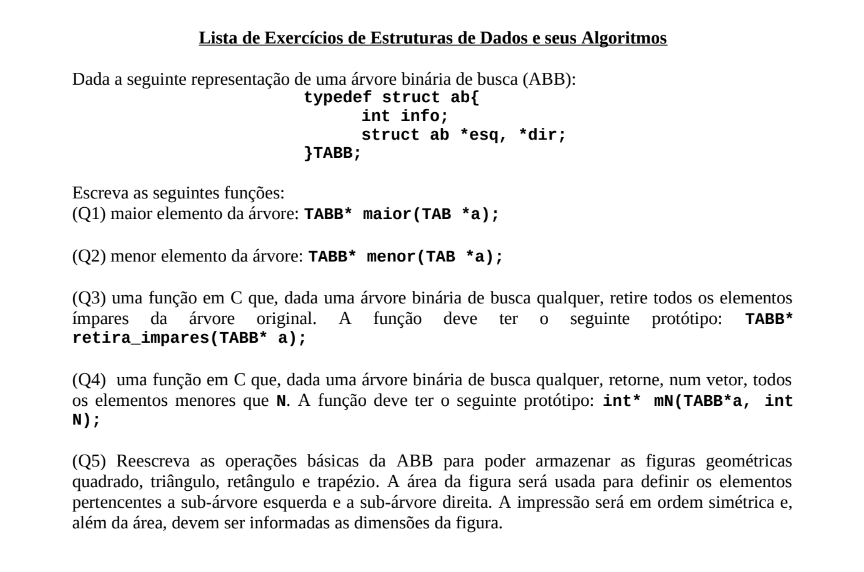 Lista de Exercícios de Estruturas de Dados e seus Algoritmos
Dada a seguinte representação de uma árvore binária de busca (ABB):
typedef struct ab{
int info;
struct ab *esq, *dir;
}TABB;
Escreva as seguintes funções:
(Q1) maior elemento da árvore: TABB* maior(TAB *a);
(Q2) menor elemento da árvore: TABB* menor(TAB *a);
(Q3) uma função em C que, dada uma árvore binária de busca qualquer, retire todos os elementos
ímpares da árvore original. A função deve ter o seguinte protótipo: TABB*
retira_impares(TABB* a);
(Q4) uma função em C que, dada uma árvore binária de busca qualquer, retorne, num vetor, todos
os elementos menores que N. A função deve ter o seguinte protótipo: int* mN(TABB*a, int
N);
(Q5) Reescreva as operações básicas da ABB para poder armazenar as figuras geométricas
quadrado, triângulo, retângulo e trapézio. A área da figura será usada para definir os elementos
pertencentes a sub-árvore esquerda e a sub-árvore direita. A impressão será em ordem simétrica e,
além da área, devem ser informadas as dimensões da figura.